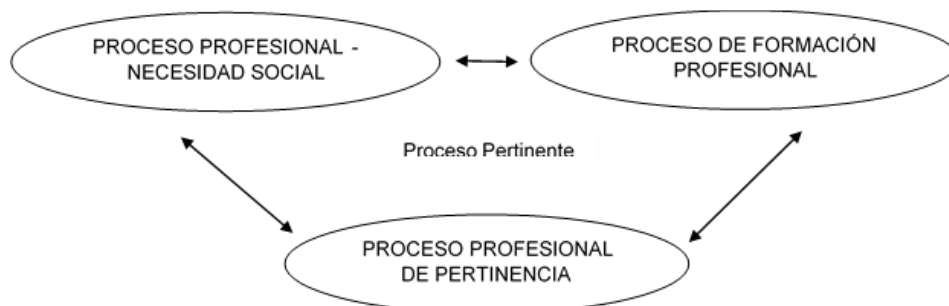 PROCESO PROFESIONAL -
NECESIDAD SOCIAL
PROCESO DE FORMACIÓN
PROFESIONAL
Proceso Pertinente
PROCESO PROFESIONAL
DE PERTINENCIA